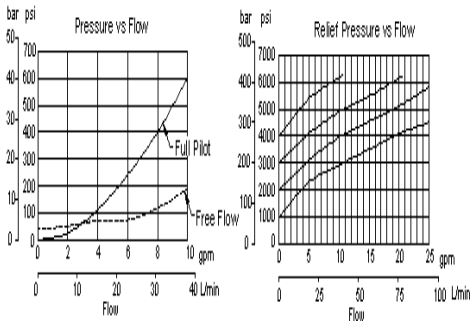 Pressure vs Flow
bar psi
50
700
40
600
500
30
400
20
300
200
10
100
0
0
0 2 4 6 8 10 gpm
0 10 20 30 40 L/min
Flow
Full Pilot
Free Flow
Relief Pressure vs Flow
bar psi
500
8000
7000
400
6000
5000
300
4000
200
3000
2000
100
1000
0
0
0 5 10 15 20 25 gpm
0 25 50 75 100 L/min
Flow